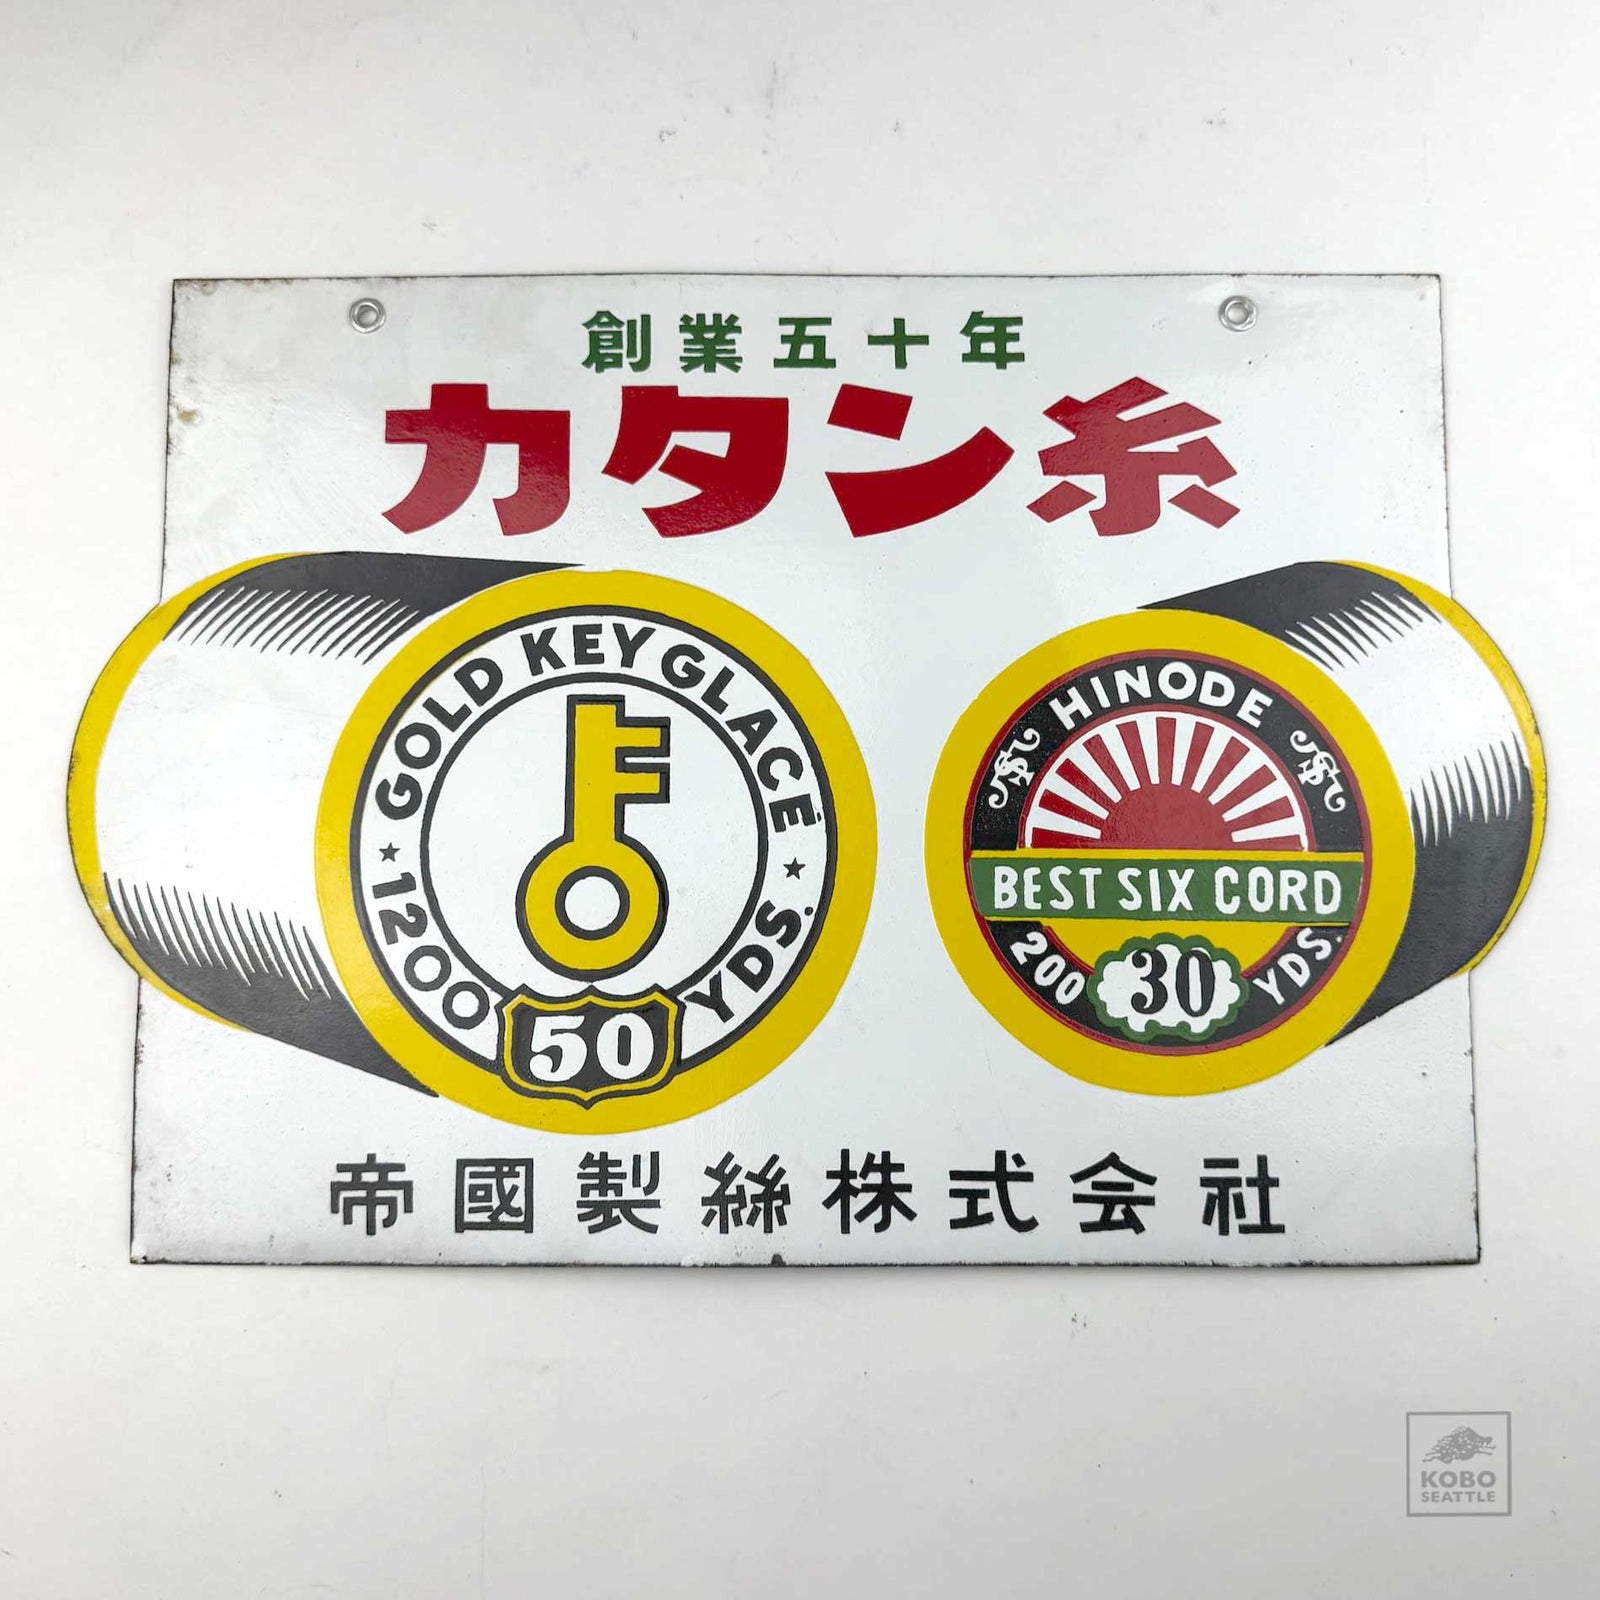 創業五十年
カタン糸
GOLD KEY GLACÉ
★ ★
1200 YDS.
50
HINODE
BEST SIX CORD
200 YDS.
30
帝國製絲株式会社
KOBO
SEATTLE